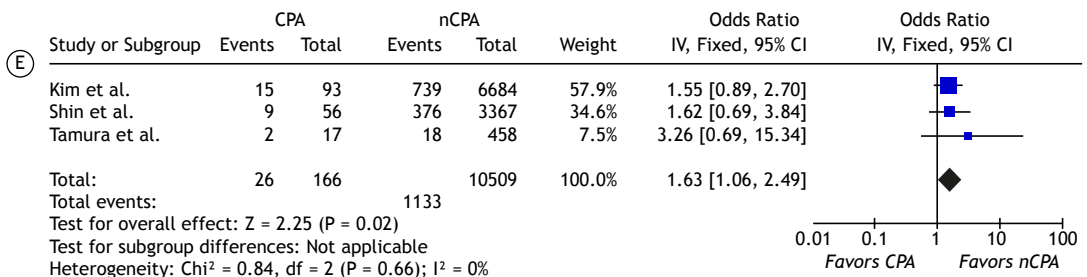 CPA nCPA Odds Ratio Odds Ratio
Study or Subgroup Events Total Events Total Weight IV, Fixed, 95% CI IV, Fixed, 95% CI
E
Kim et al. 15 93 739 6684 57.9% 1.55 [0.89, 2.70]
Shin et al. 9 56 376 3367 34.6% 1.62 [0.69, 3.84]
Tamura et al. 2 17 18 458 7.5% 3.26 [0.69, 15.34]
Total: 26 166 10509 100.0% 1.63 [1.06, 2.49]
Total events: 1133
Test for overall effect: Z = 2.25 (P = 0.02)
Test for subgroup differences: Not applicable
Heterogeneity: Chi² = 0.84, df = 2 (P = 0.66); I² = 0%
0.01 0.1 1 10 100
Favors CPA Favors nCPA